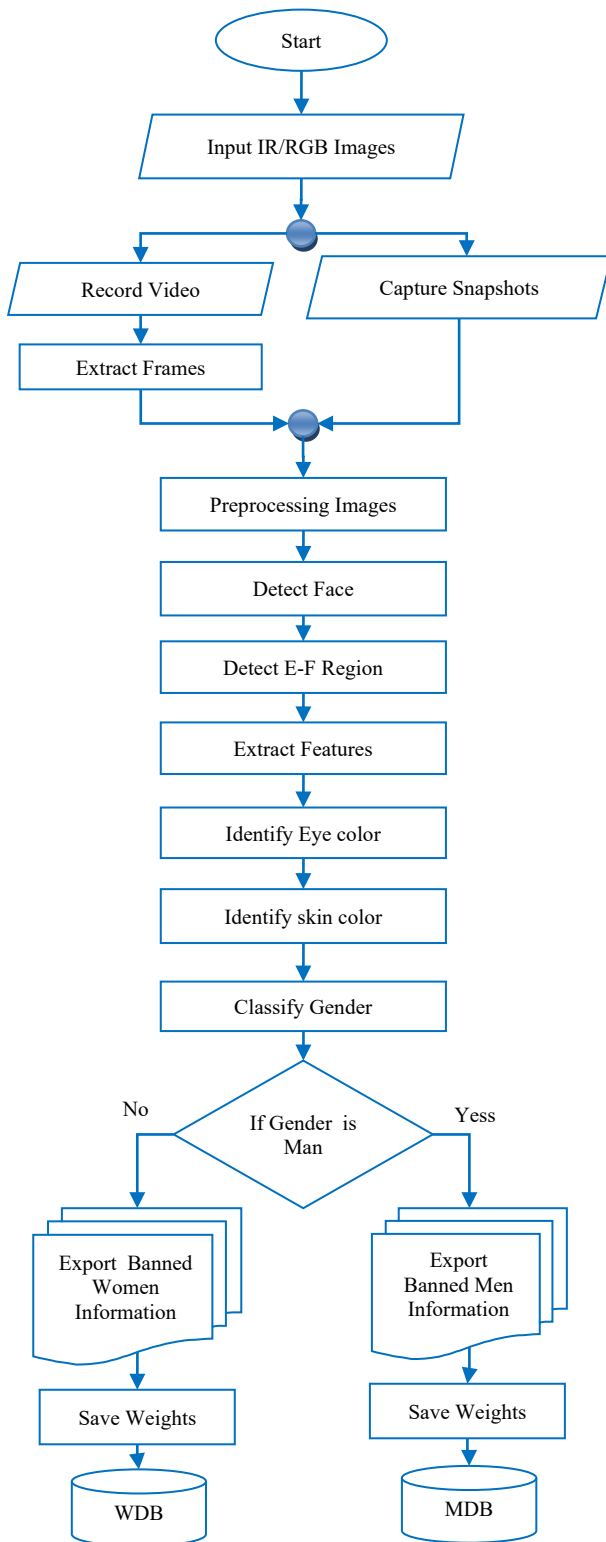 Start
Input IR/RGB Images
Record Video
Capture Snapshots
Extract Frames
Preprocessing Images
Detect Face
Detect E-F Region
Extract Features
Identify Eye color
Identify skin color
Classify Gender
No
Yess
If Gender  is
Man
Export  Banned
Women
Information
Export
Banned Men
Information
Save Weights
Save Weights
WDB
MDB